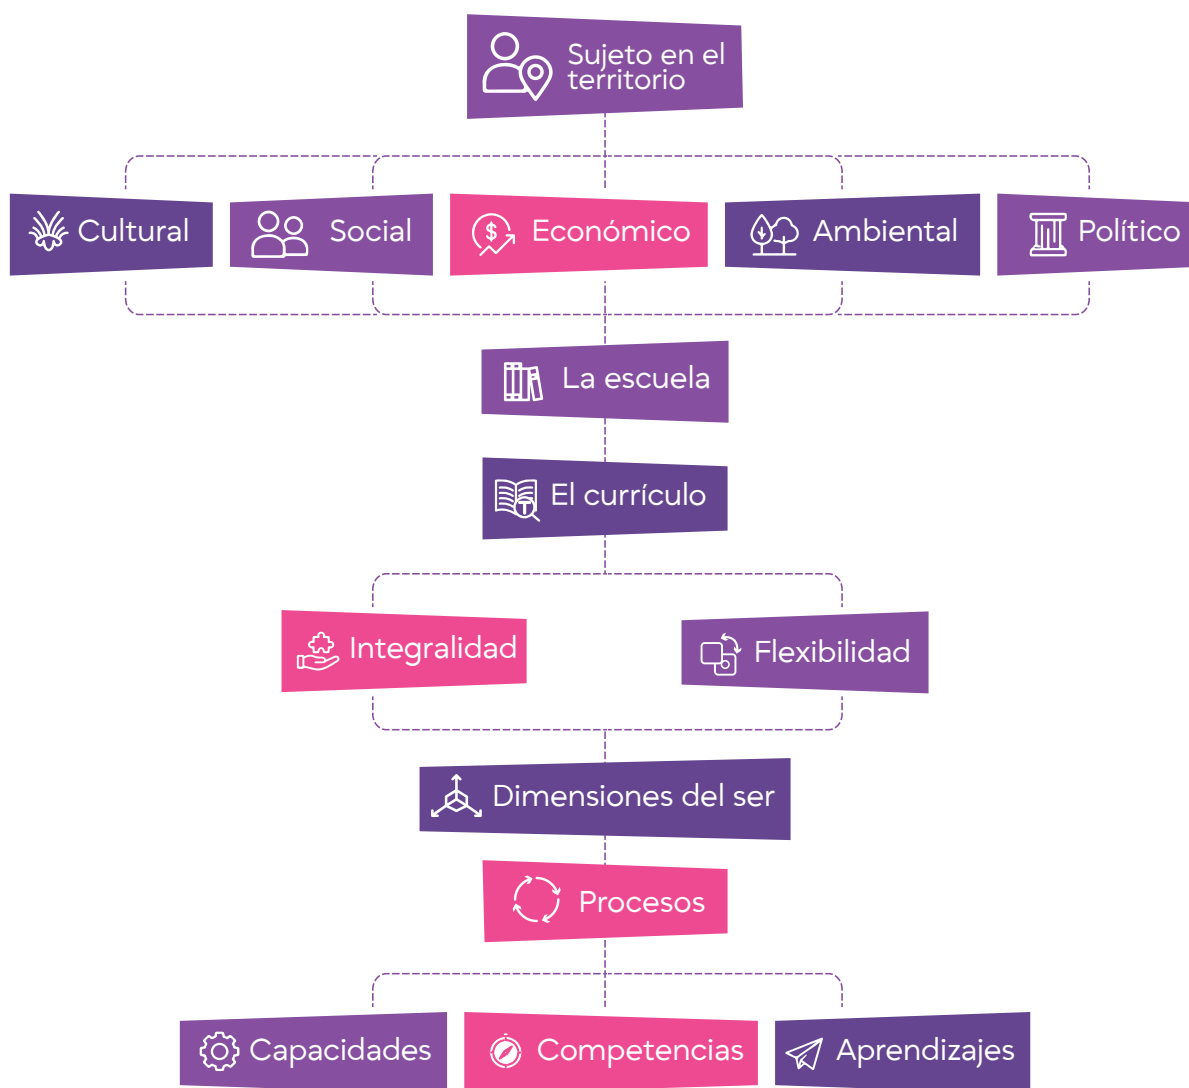 Sujeto en el
territorio
Cultural
Social
Económico
Ambiental
Político
La escuela
El currículo
Integralidad
Flexibilidad
Dimensiones del ser
Procesos
Capacidades
Competencias
Aprendizajes